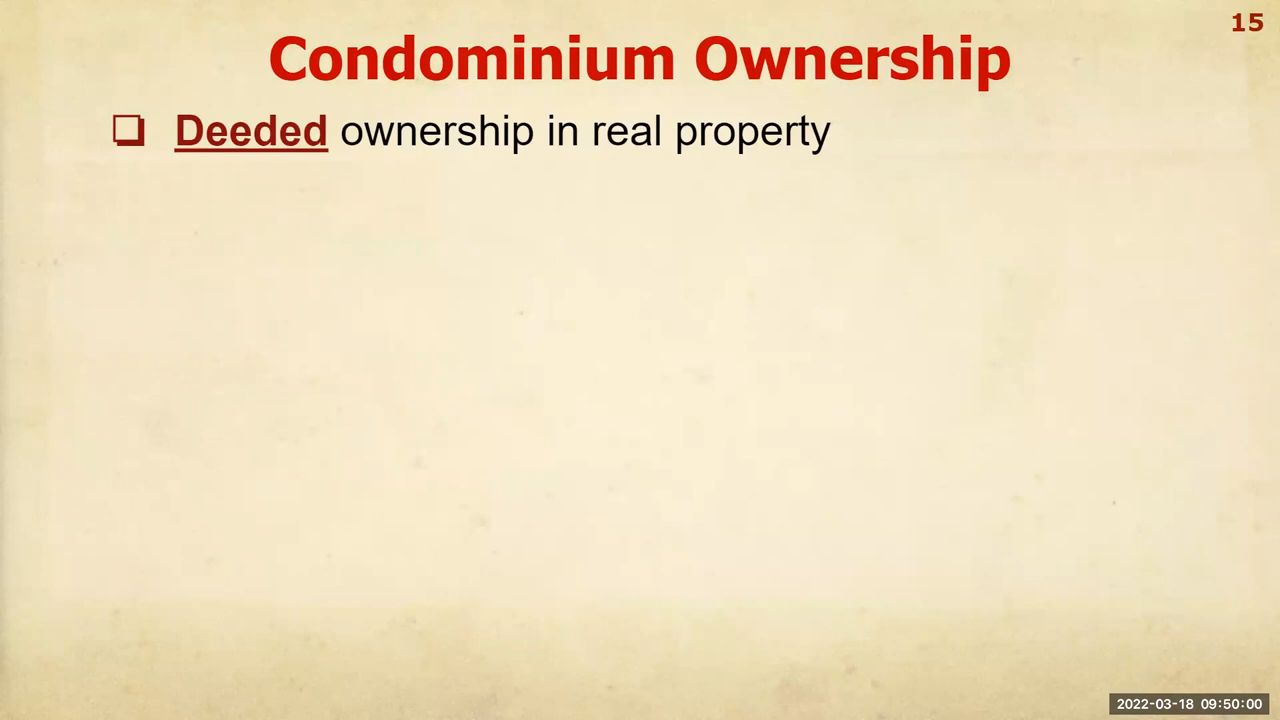 15
Condominium Ownership
❑ Deeded ownership in real property
2022-03-18 09:50:00